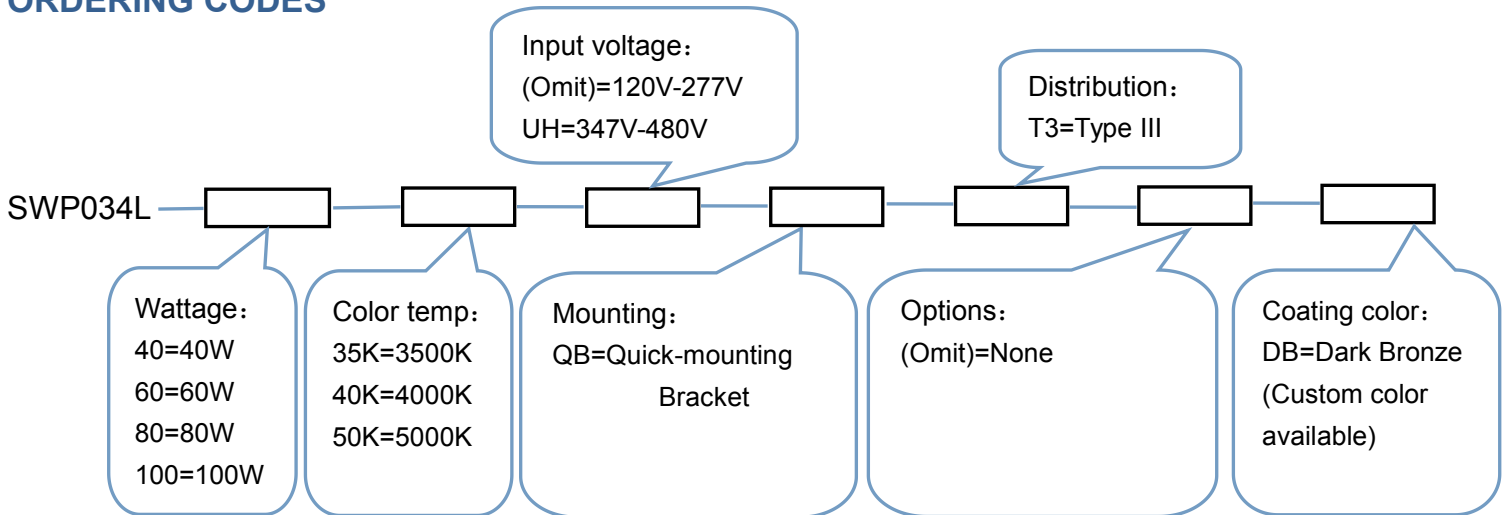 ORDERING CODES
Input voltage：
(Omit)=120V-277V
UH=347V-480V
Distribution：
T3=Type III
SWP034L
Wattage：
40=40W
60=60W
80=80W
100=100W
Color temp：
35K=3500K
40K=4000K
50K=5000K
Mounting：
QB=Quick-mounting
Bracket
Options：
(Omit)=None
Coating color：
DB=Dark Bronze
(Custom color
available)